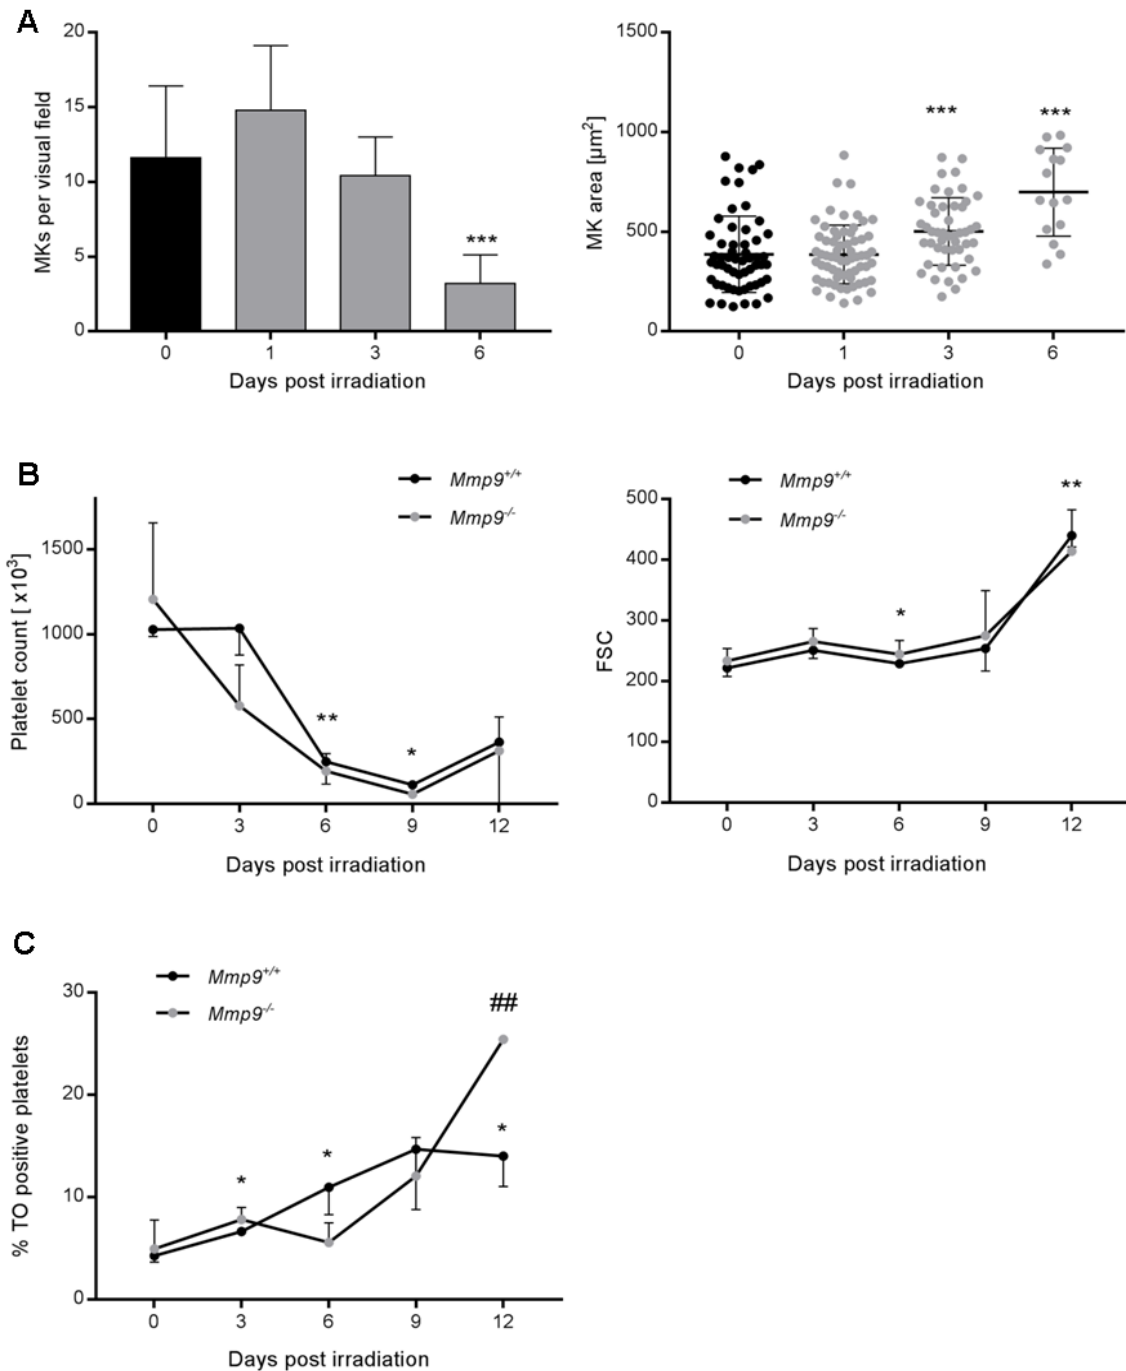 A
MKs per visual field
20
15
10
5
0
***
0 1 3 6
Days post irradiation
MK area [µm²]
1500
1000
500
0
*** ***
0 1 3 6
Days post irradiation
B
Mmp9+/+
Mmp9-/-
Platelet count [ x10³]
1500
1000
500
0
** *
0 3 6 9 12
Days post irradiation
Mmp9+/+
Mmp9-/-
FSC
500
400
300
200
100
0
* **
0 3 6 9 12
Days post irradiation
C
Mmp9+/+
Mmp9-/-
% TO positive platelets
30
20
10
0
##
* * *
0 3 6 9 12
Days post irradiation